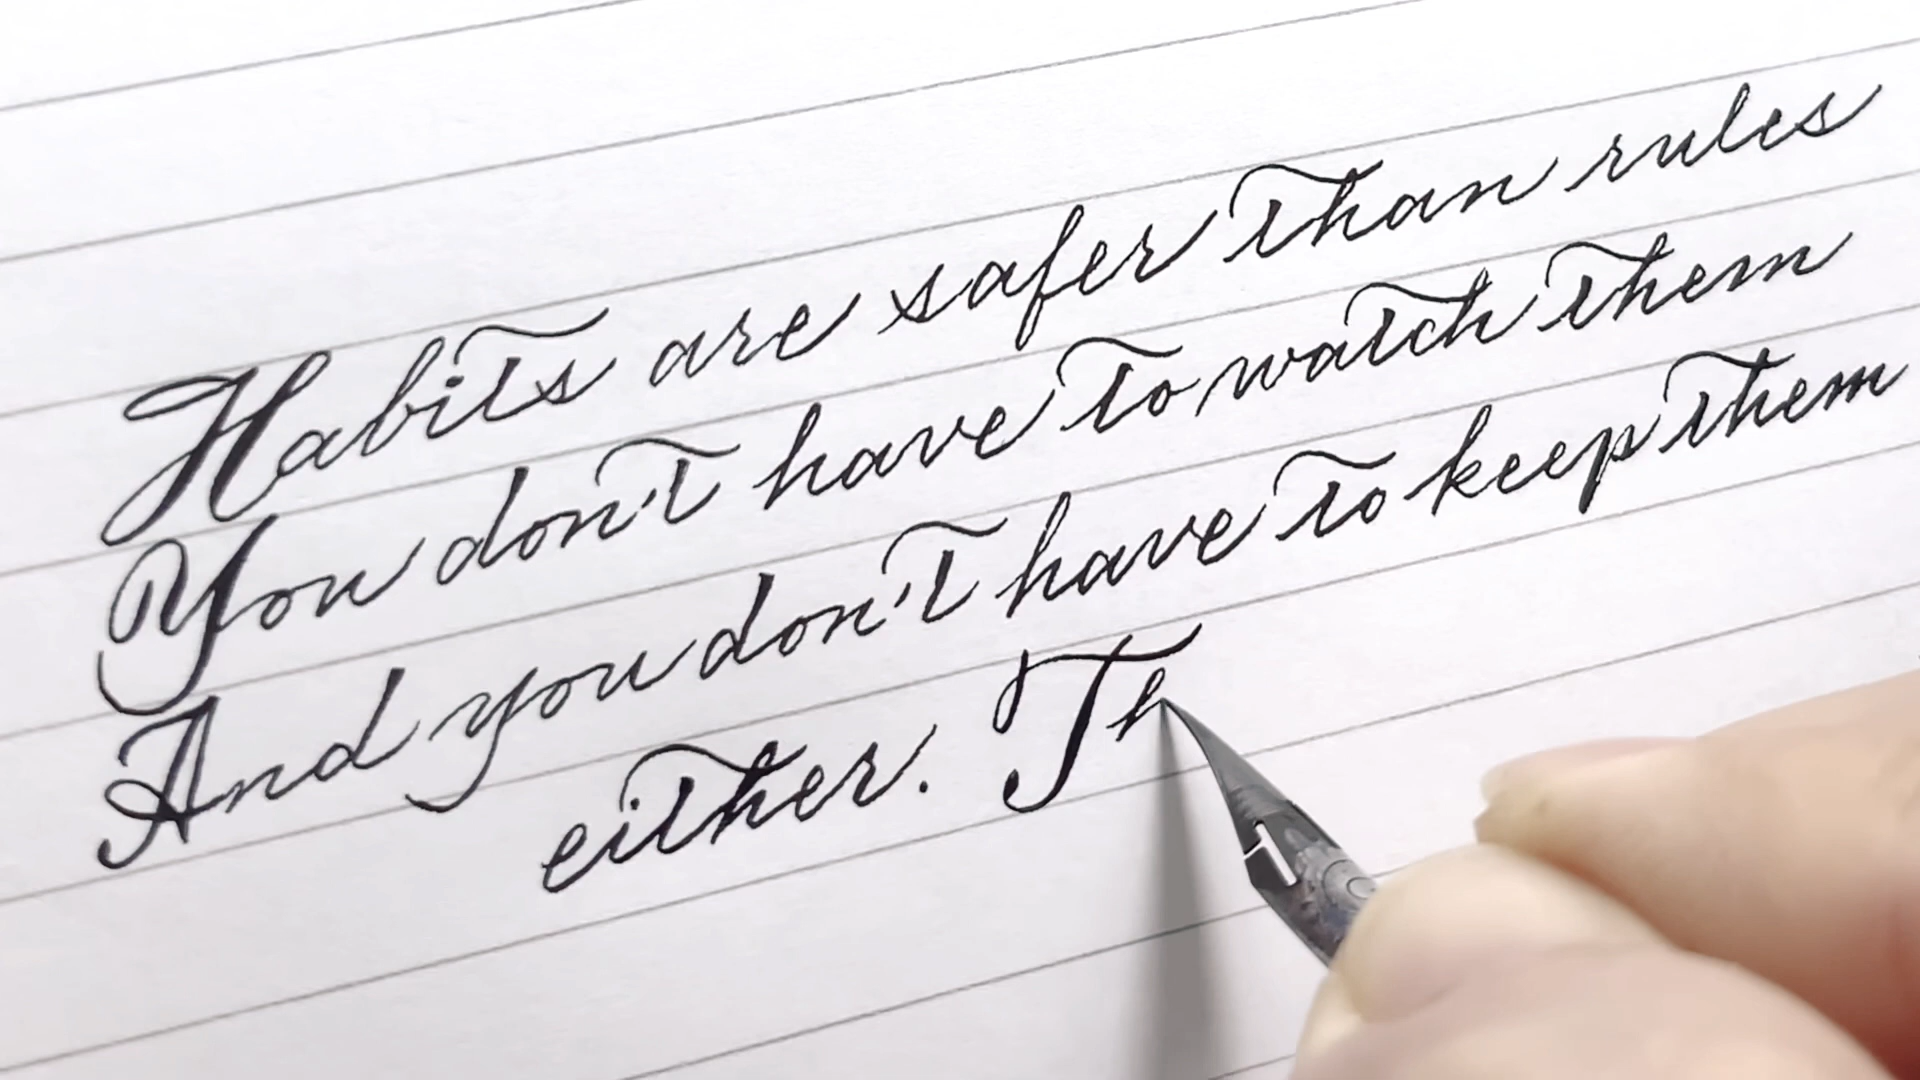 Habits are safer than rules
You don't have to watch them
And you don't have to keep them
either. Th